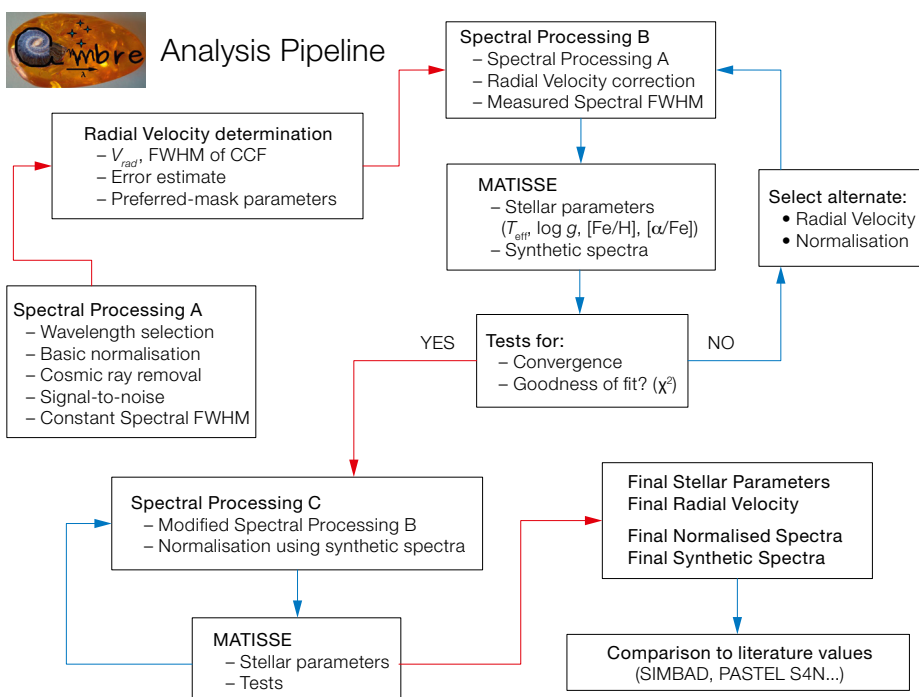 Ambre
λ
Analysis Pipeline
Spectral Processing B
– Spectral Processing A
– Radial Velocity correction
– Measured Spectral FWHM
Radial Velocity determination
– Vrad, FWHM of CCF
– Error estimate
– Preferred-mask parameters
MATISSE
– Stellar parameters
(Teff, log g, [Fe/H], [α/Fe])
– Synthetic spectra
Select alternate:
• Radial Velocity
• Normalisation
Spectral Processing A
– Wavelength selection
– Basic normalisation
– Cosmic ray removal
– Signal-to-noise
– Constant Spectral FWHM
YES
Tests for:
– Convergence
– Goodness of fit? (χ²)
NO
Spectral Processing C
– Modified Spectral Processing B
– Normalisation using synthetic spectra
Final Stellar Parameters
Final Radial Velocity
Final Normalised Spectra
Final Synthetic Spectra
MATISSE
– Stellar parameters
– Tests
Comparison to literature values
(SIMBAD, PASTEL S4N...)